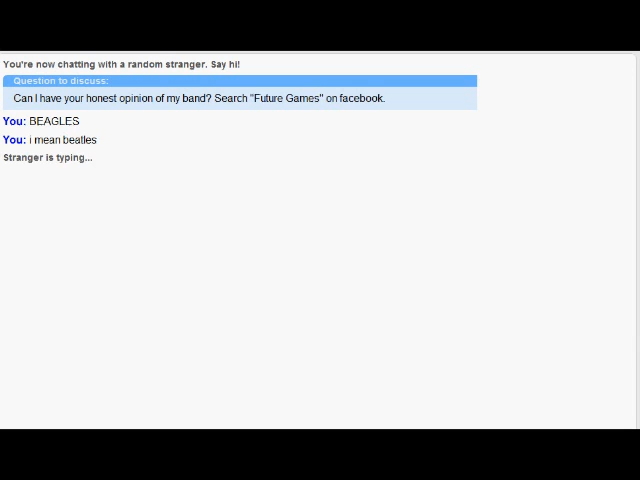 You're now chatting with a random stranger. Say hi!
Question to discuss:
Can I have your honest opinion of my band? Search "Future Games" on facebook.
You: BEAGLES
You: i mean beatles
Stranger is typing...